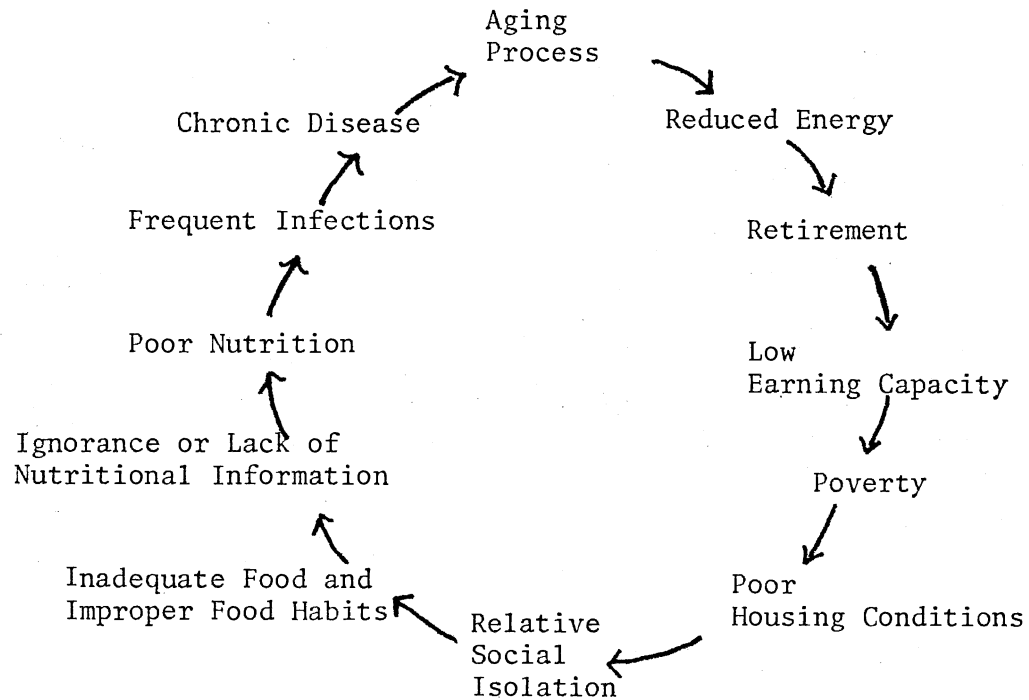 Aging
Process
Reduced Energy
Retirement
Low
Earning Capacity
Poverty
Poor
Housing Conditions
Relative
Social
Isolation
Inadequate Food and
Improper Food Habits
Ignorance or Lack of
Nutritional Information
Poor Nutrition
Frequent Infections
Chronic Disease